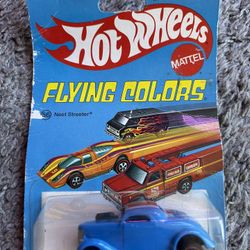 Hot Wheels
MATTEL
FLYING COLORS
Neet Streeter